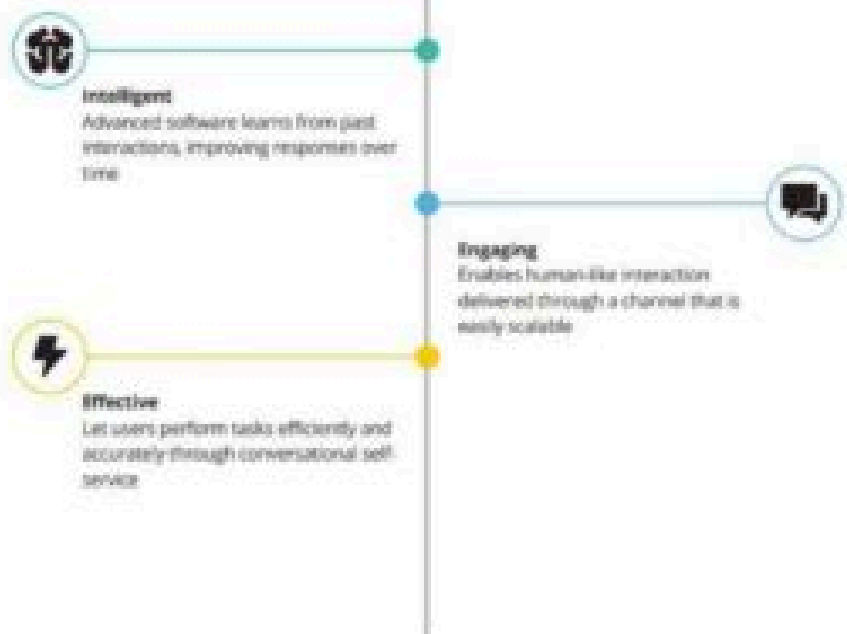 Intelligent
Advanced software learns from past
interactions, improving responses over
time
Engaging
Enables human-like interaction
delivered through a channel that is
easily scalable
Effective
Let users perform tasks efficiently and
accurately through conversational self-
service